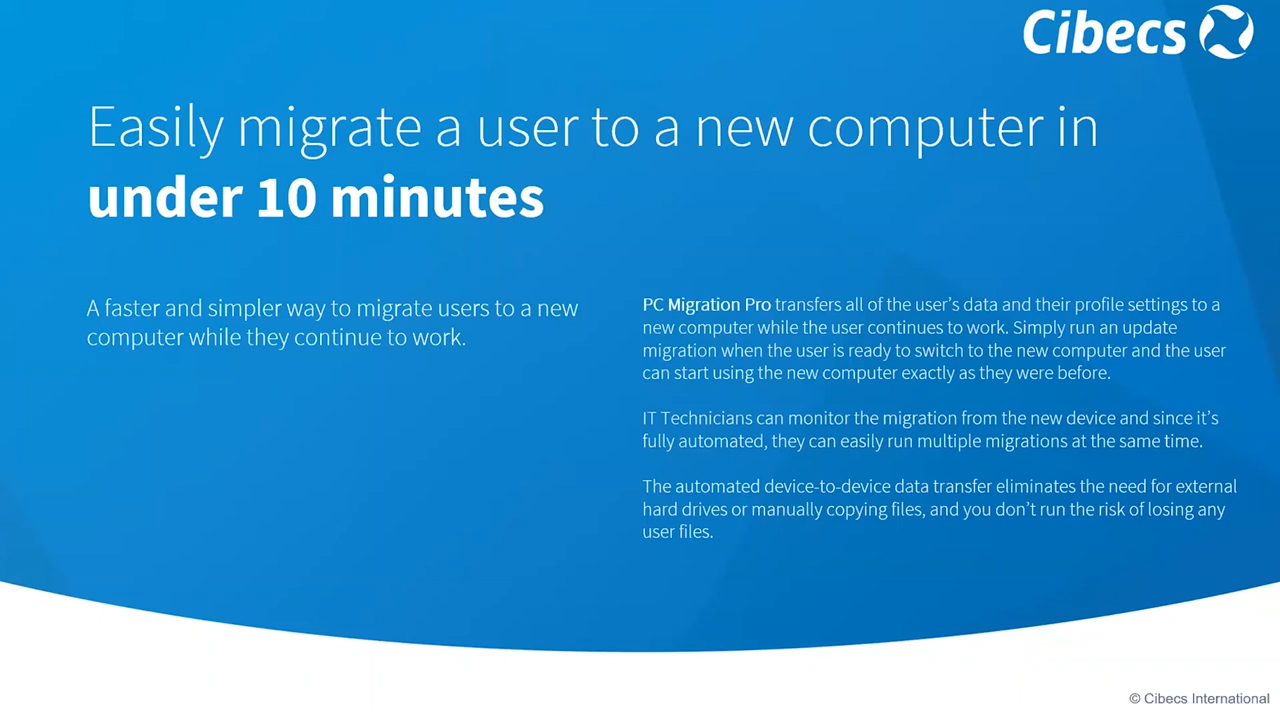 Cibecs
Easily migrate a user to a new computer in
under 10 minutes
A faster and simpler way to migrate users to a new
computer while they continue to work.
PC Migration Pro transfers all of the user’s data and their profile settings to a
new computer while the user continues to work. Simply run an update
migration when the user is ready to switch to the new computer and the user
can start using the new computer exactly as they were before.
IT Technicians can monitor the migration from the new device and since it’s
fully automated, they can easily run multiple migrations at the same time.
The automated device-to-device data transfer eliminates the need for external
hard drives or manually copying files, and you don’t run the risk of losing any
user files.
© Cibecs International